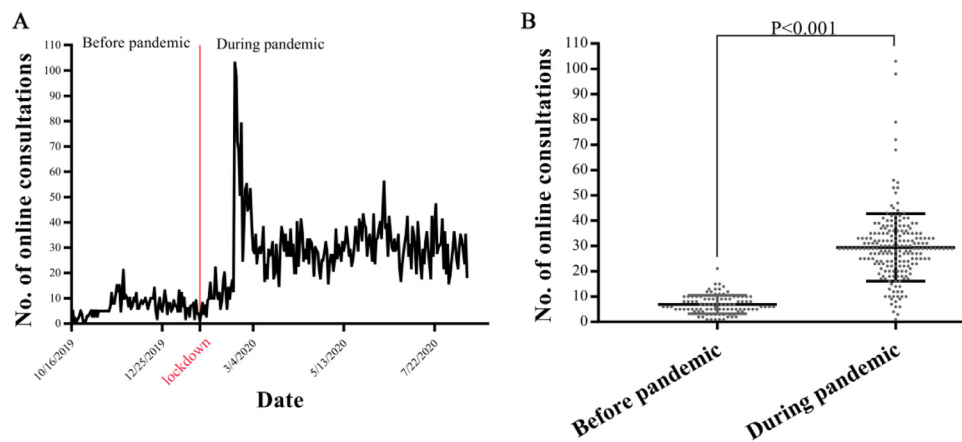 A
Before pandemic
During pandemic
No. of online consultations
110
100
90
80
70
60
50
40
30
20
10
0
10/16/2019
12/25/2019
lockdown
3/4/2020
5/13/2020
7/22/2020
Date
B
P<0.001
No. of online consultations
110
100
90
80
70
60
50
40
30
20
10
0
Before pandemic
During pandemic